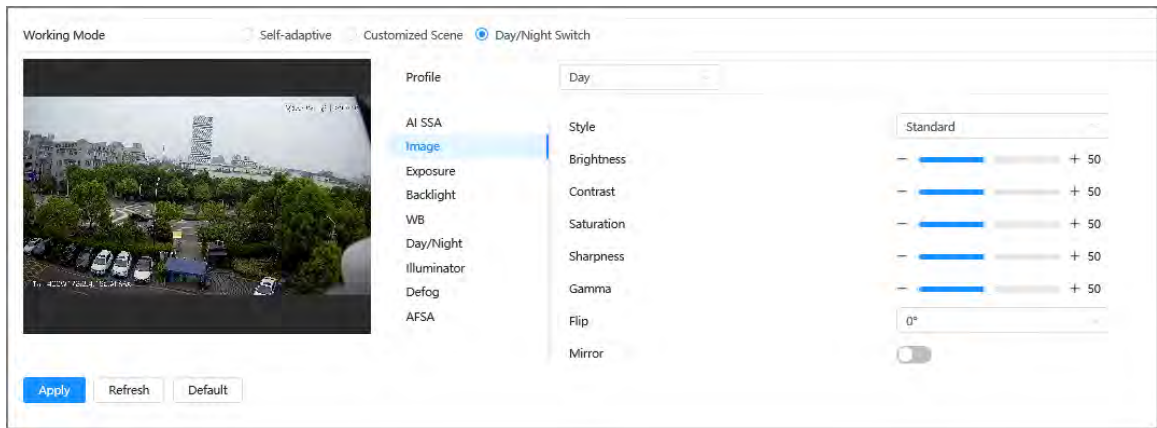 Working Mode Self-adaptive Customized Scene Day/Night Switch
Profile Day
AI SSA
Image
Exposure
Backlight
WB
Day/Night
Illuminator
Defog
AFSA
Style Standard
Brightness - + 50
Contrast - + 50
Saturation - + 50
Sharpness - + 50
Gamma - + 50
Flip 0°
Mirror
Apply Refresh Default